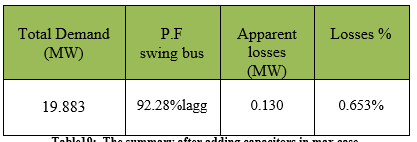 Total Demand (MW)
P.F swing bus
Apparent losses (MW)
Losses %
19.883
92.28%lagg
0.130
0.653%
Table19: The summary after adding capacitors in max case